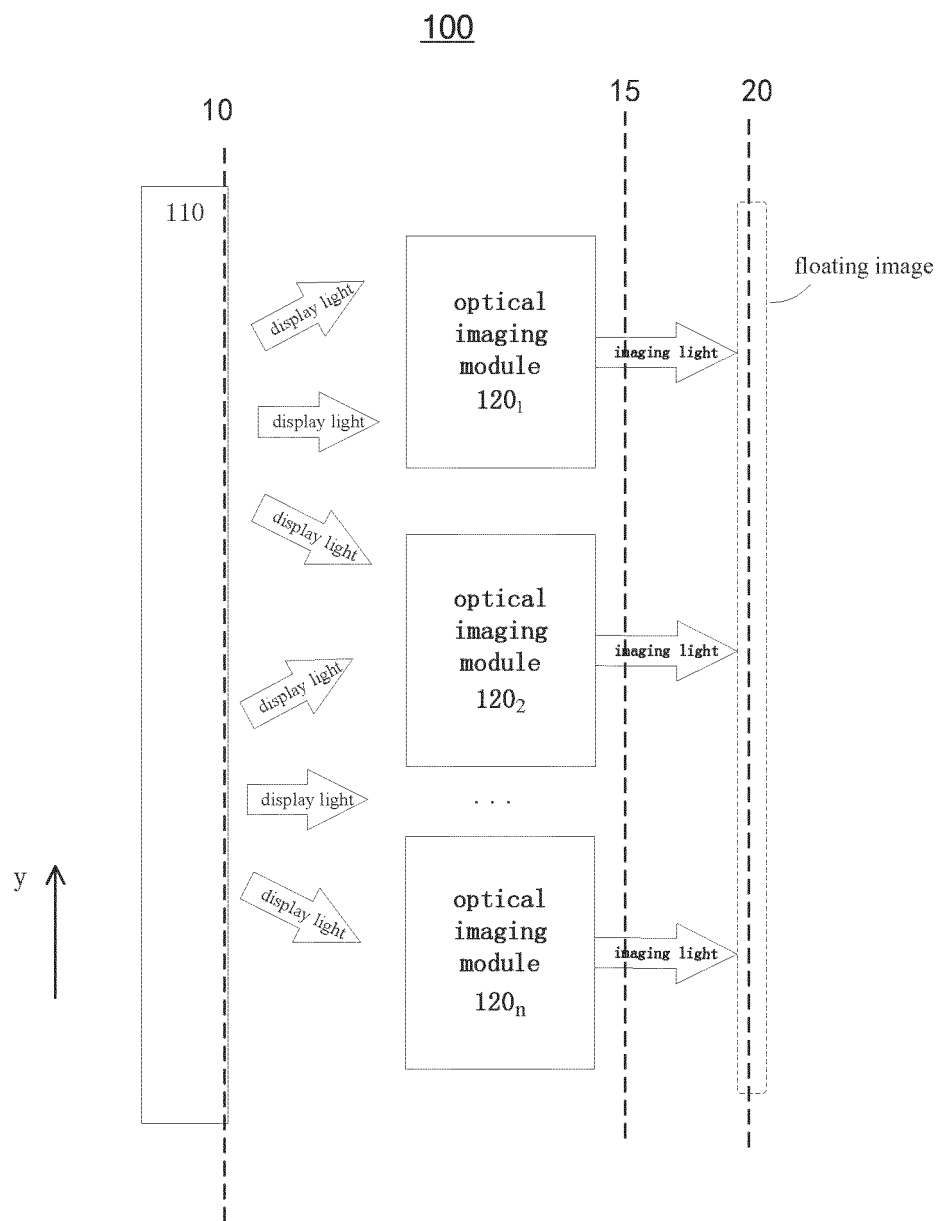 100
10
15
20
110
floating image
display light
optical
imaging
module
120₁
imaging light
display light
display light
optical
imaging
module
120₂
imaging light
display light
display light
. . .
y
display light
optical
imaging
module
120ₙ
imaging light